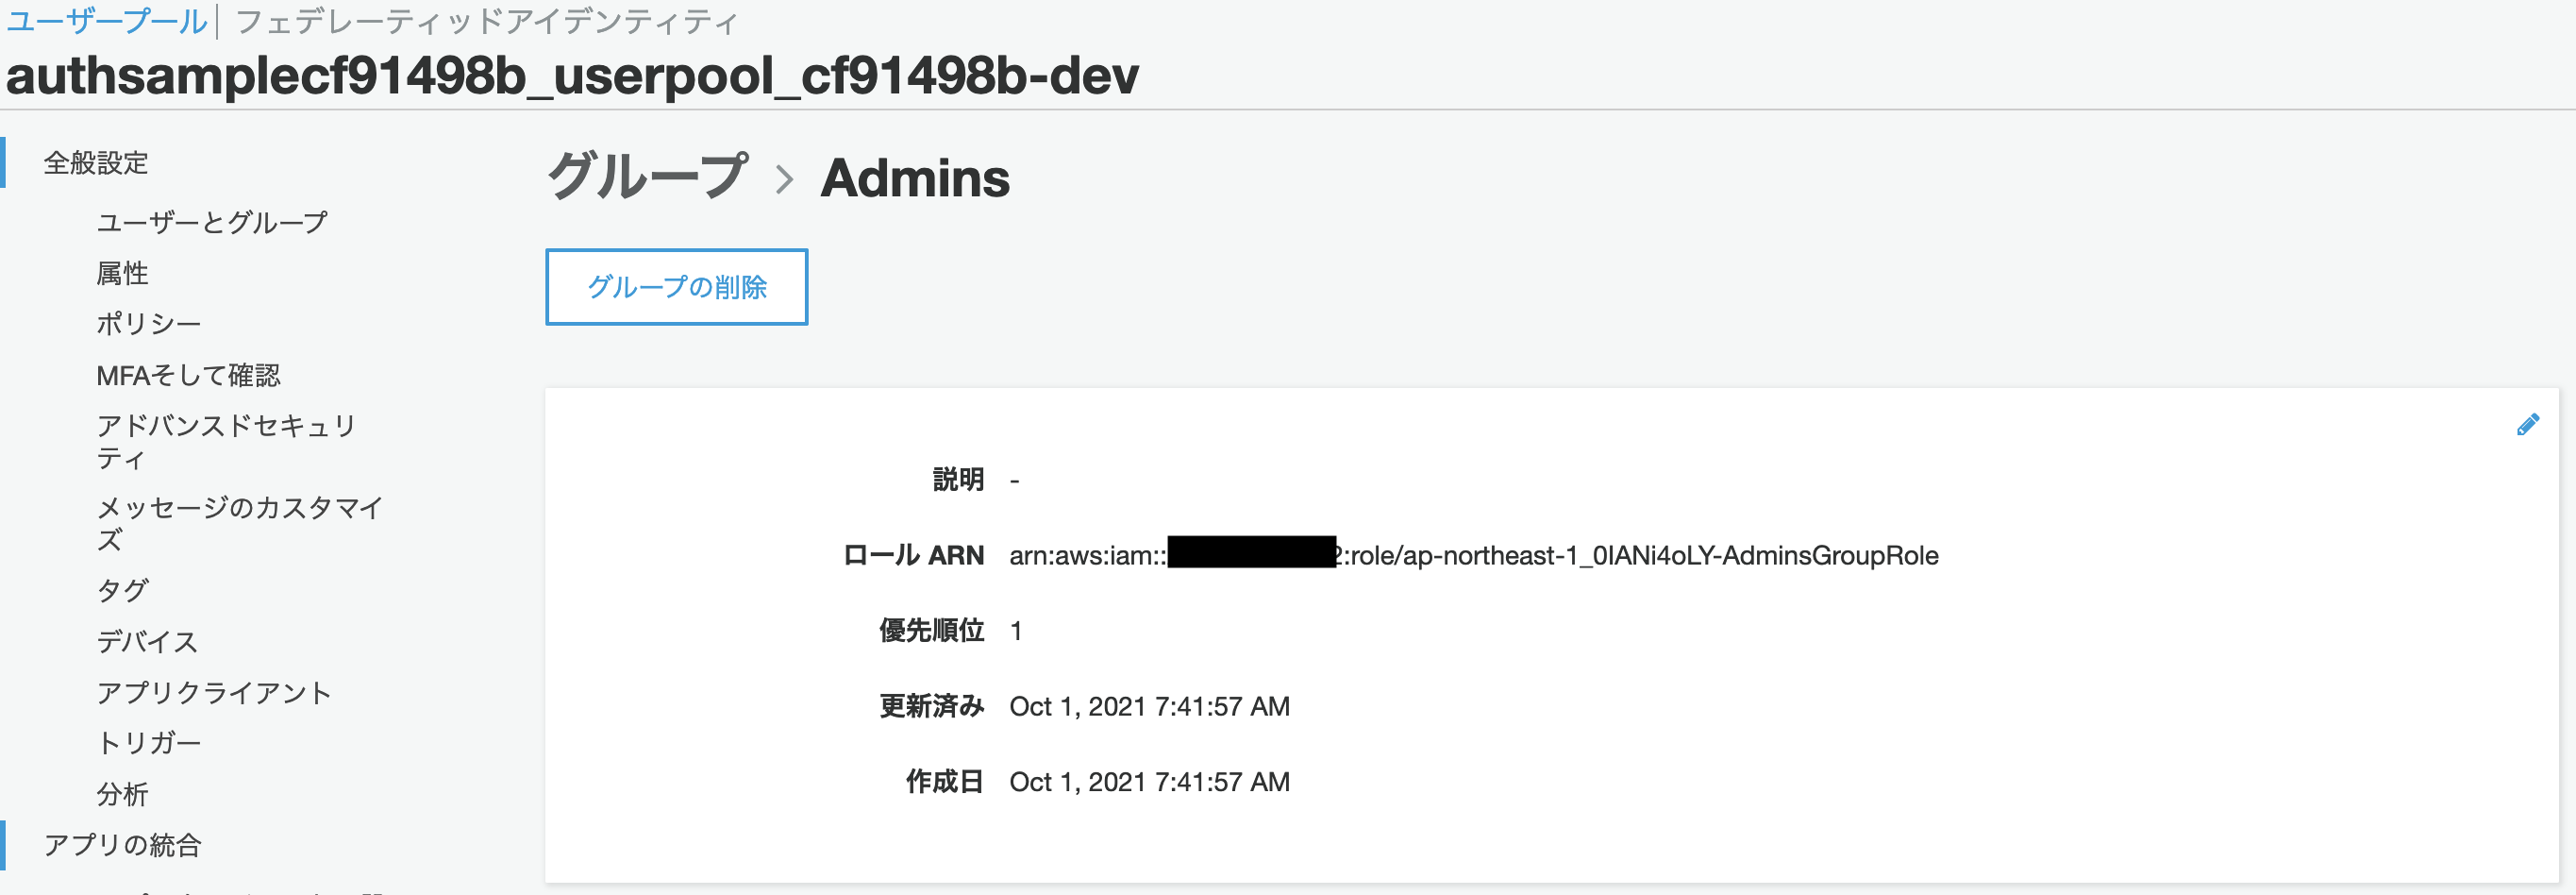 ユーザープール | フェデレーティッドアイデンティティ
authsamplecf91498b_userpool_cf91498b-dev
全般設定
ユーザーとグループ
属性
ポリシー
MFAそして確認
アドバンスドセキュリ
ティ
メッセージのカスタマイ
ズ
タグ
デバイス
アプリクライアント
トリガー
分析
アプリの統合
グループ > Admins
グループの削除
説明 -
ロール ARN arn:aws:iam:: :role/ap-northeast-1_0IANi4oLY-AdminsGroupRole
優先順位 1
更新済み Oct 1, 2021 7:41:57 AM
作成日 Oct 1, 2021 7:41:57 AM